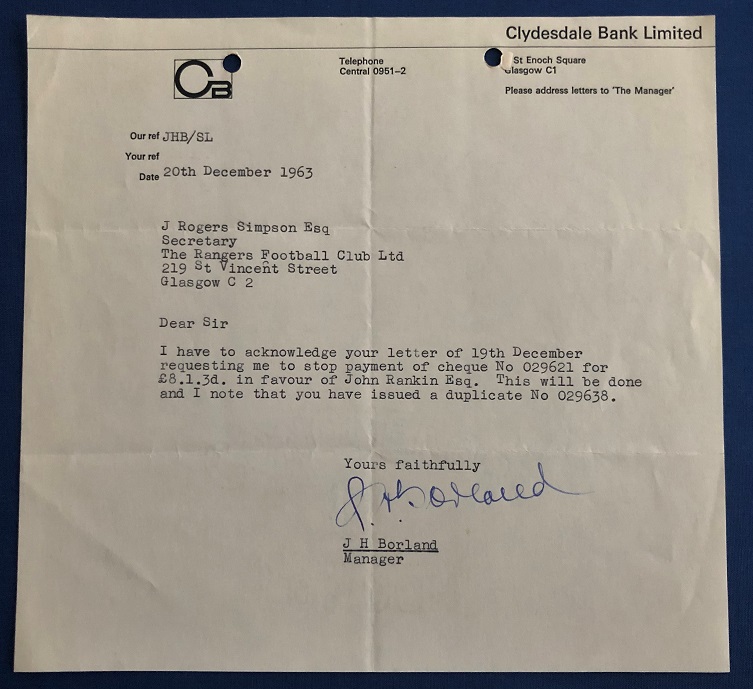 Clydesdale Bank Limited
CB
Telephone
Central 0951–2
St Enoch Square
Glasgow C1
Please address letters to 'The Manager'
Our ref JHB/SL
Your ref
Date 20th December 1963
J Rogers Simpson Esq
Secretary
The Rangers Football Club Ltd
219 St Vincent Street
Glasgow C 2
Dear Sir
I have to acknowledge your letter of 19th December
requesting me to stop payment of cheque No 029621 for
£8.1.3d. in favour of John Rankin Esq. This will be done
and I note that you have issued a duplicate No 029638.
Yours faithfully
J.H.Borland
J H Borland
Manager